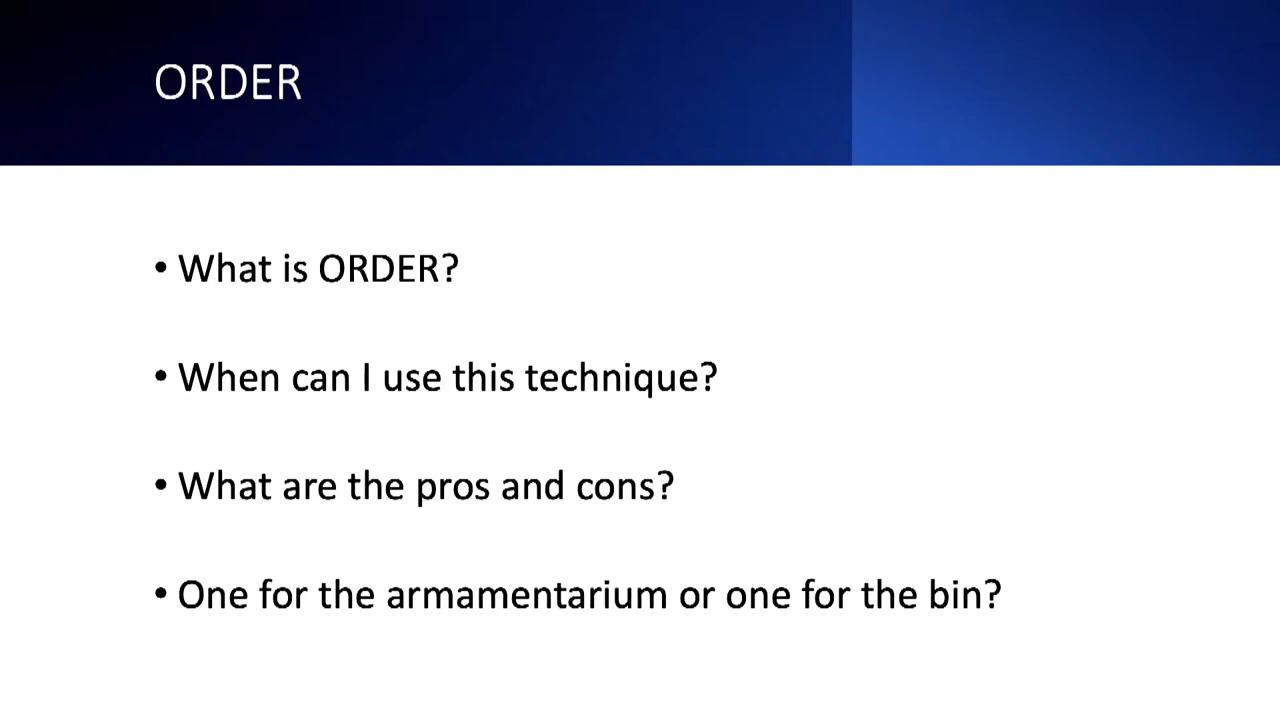 ORDER
• What is ORDER?
• When can I use this technique?
• What are the pros and cons?
• One for the armamentarium or one for the bin?